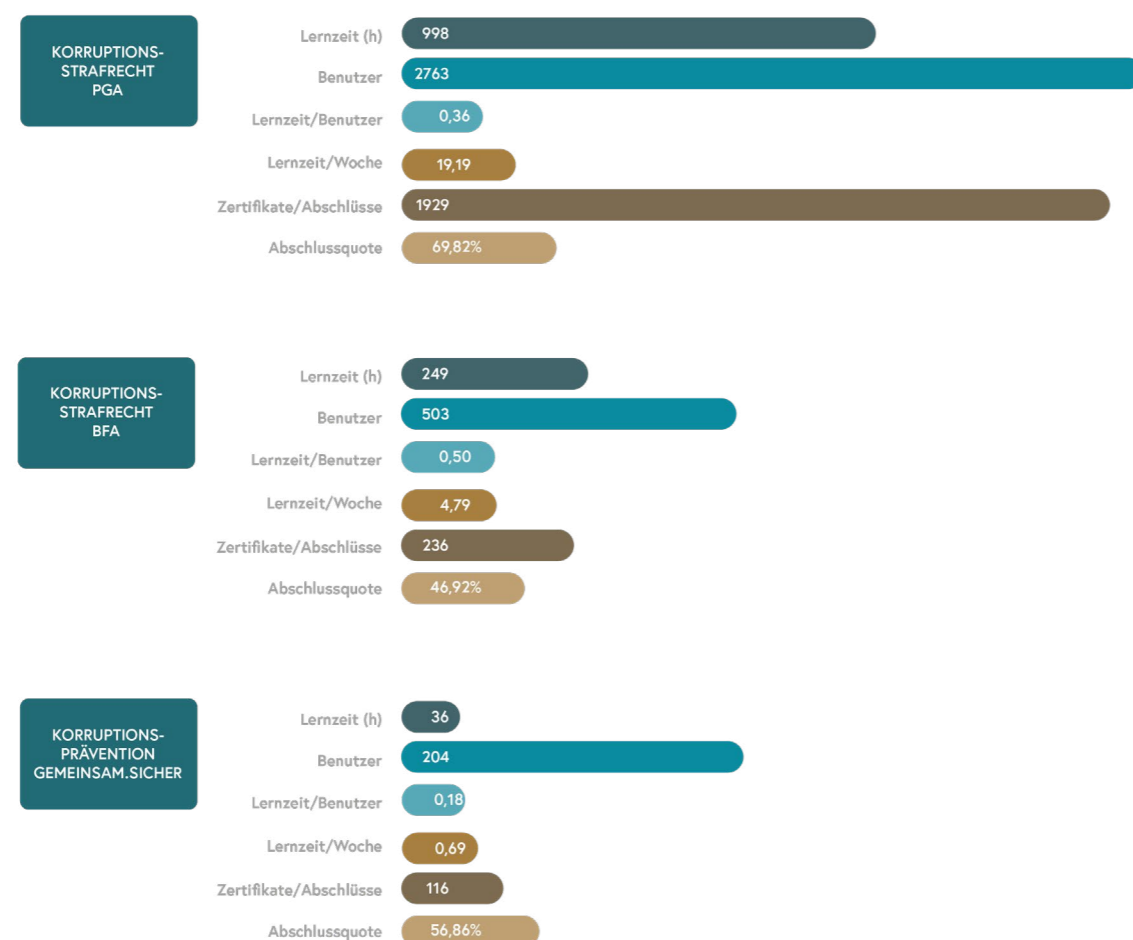 KORRUPTIONS-
STRAFRECHT
PGA
Lernzeit (h) 998
Benutzer 2763
Lernzeit/Benutzer 0,36
Lernzeit/Woche 19,19
Zertifikate/Abschlüsse 1929
Abschlussquote 69,82%
KORRUPTIONS-
STRAFRECHT
BFA
Lernzeit (h) 249
Benutzer 503
Lernzeit/Benutzer 0,50
Lernzeit/Woche 4,79
Zertifikate/Abschlüsse 236
Abschlussquote 46,92%
KORRUPTIONS-
PRÄVENTION
GEMEINSAM.SICHER
Lernzeit (h) 36
Benutzer 204
Lernzeit/Benutzer 0,18
Lernzeit/Woche 0,69
Zertifikate/Abschlüsse 116
Abschlussquote 56,86%